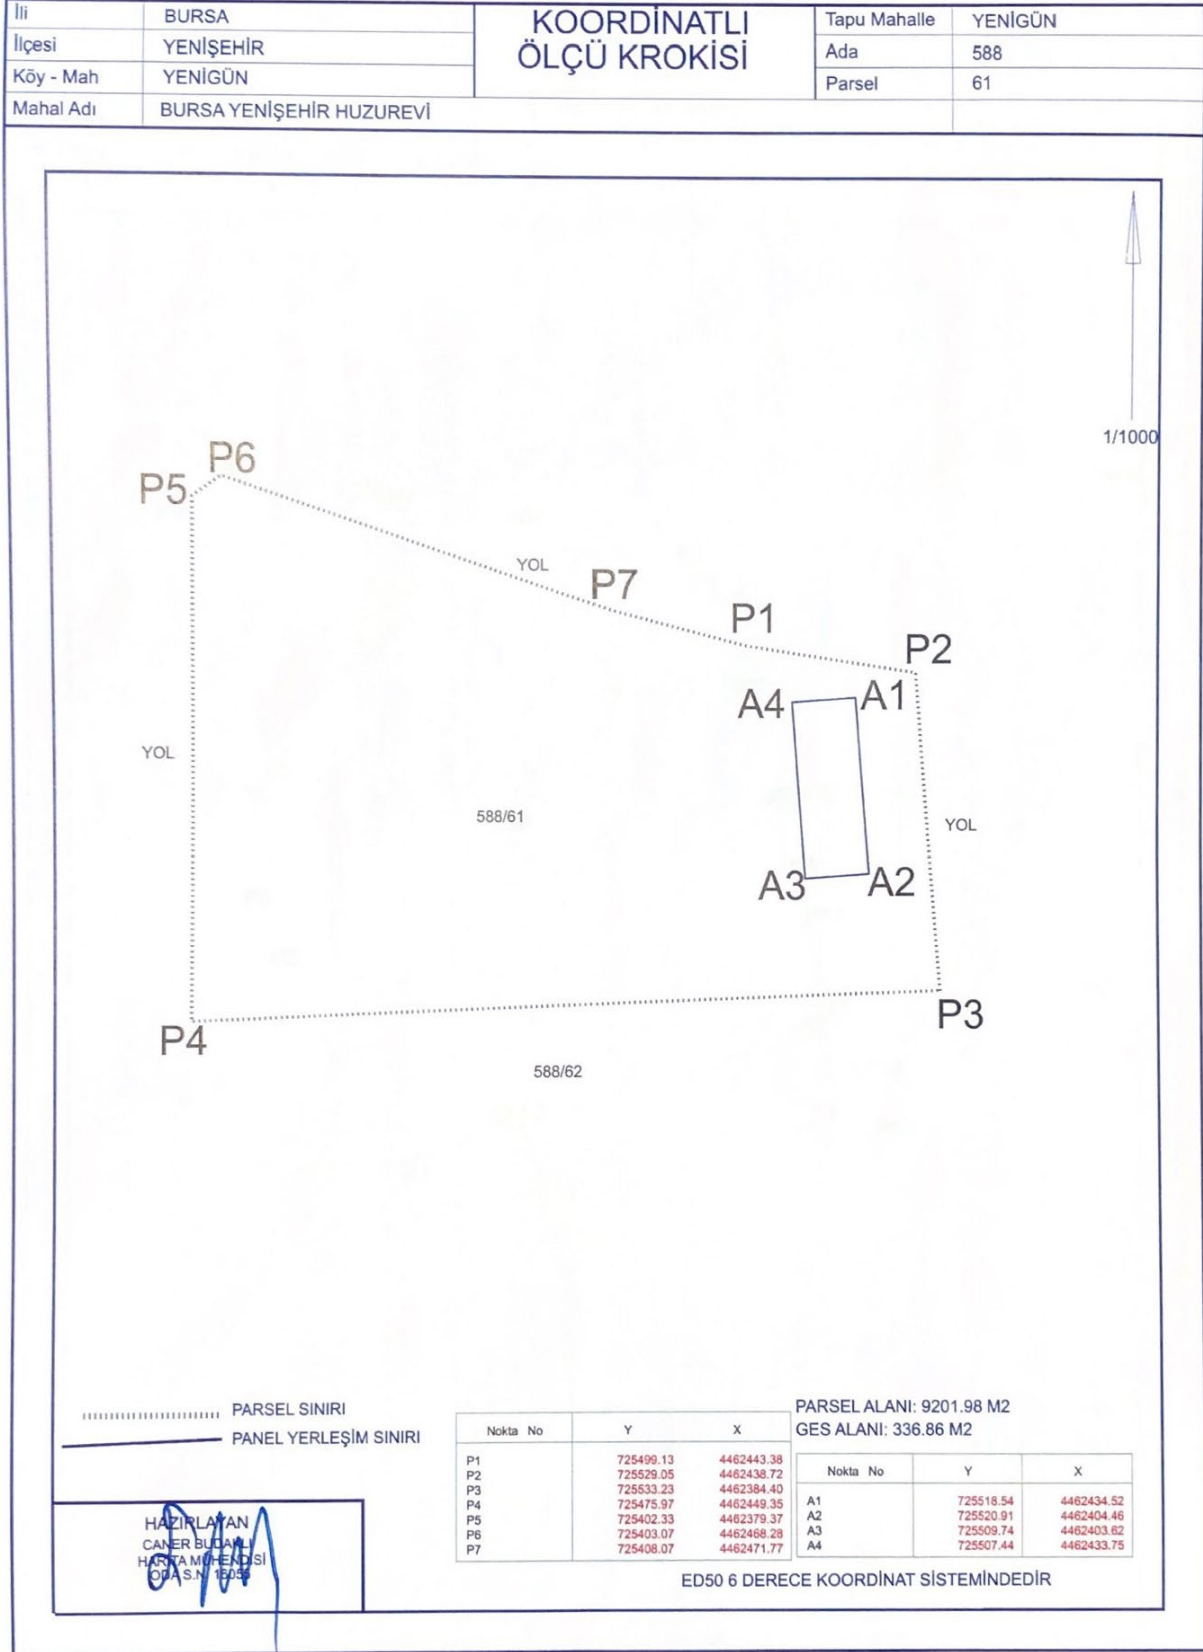 İli BURSA
İlçesi YENİŞEHİR
Köy - Mah YENİGÜN
Mahal Adı BURSA YENİŞEHİR HUZUREVİ
KOORDİNATLI
ÖLÇÜ KROKİSİ
Tapu Mahalle YENİGÜN
Ada 588
Parsel 61
1/1000
P6
P5
YOL
P7
P1
P2
A4
A1
YOL
588/61
YOL
A3
A2
P3
P4
588/62
PARSEL SINIRI
PANEL YERLEŞİM SINIRI
PARSEL ALANI: 9201.98 M2
GES ALANI: 336.86 M2
Nokta No Y X
P1 725499.13 4462443.38
P2 725529.05 4462438.72
P3 725533.23 4462384.40
P4 725475.97 4462449.35
P5 725402.33 4462379.37
P6 725403.07 4462468.28
P7 725408.07 4462471.77
Nokta No Y X
A1 725518.54 4462434.52
A2 725520.91 4462404.46
A3 725509.74 4462403.62
A4 725507.44 4462433.75
HAZIRLAYAN
CANER BUDAKLI
HARİTA MÜHENDİSİ
ODA S.N
ED50 6 DERECE KOORDİNAT SİSTEMİNDEDİR